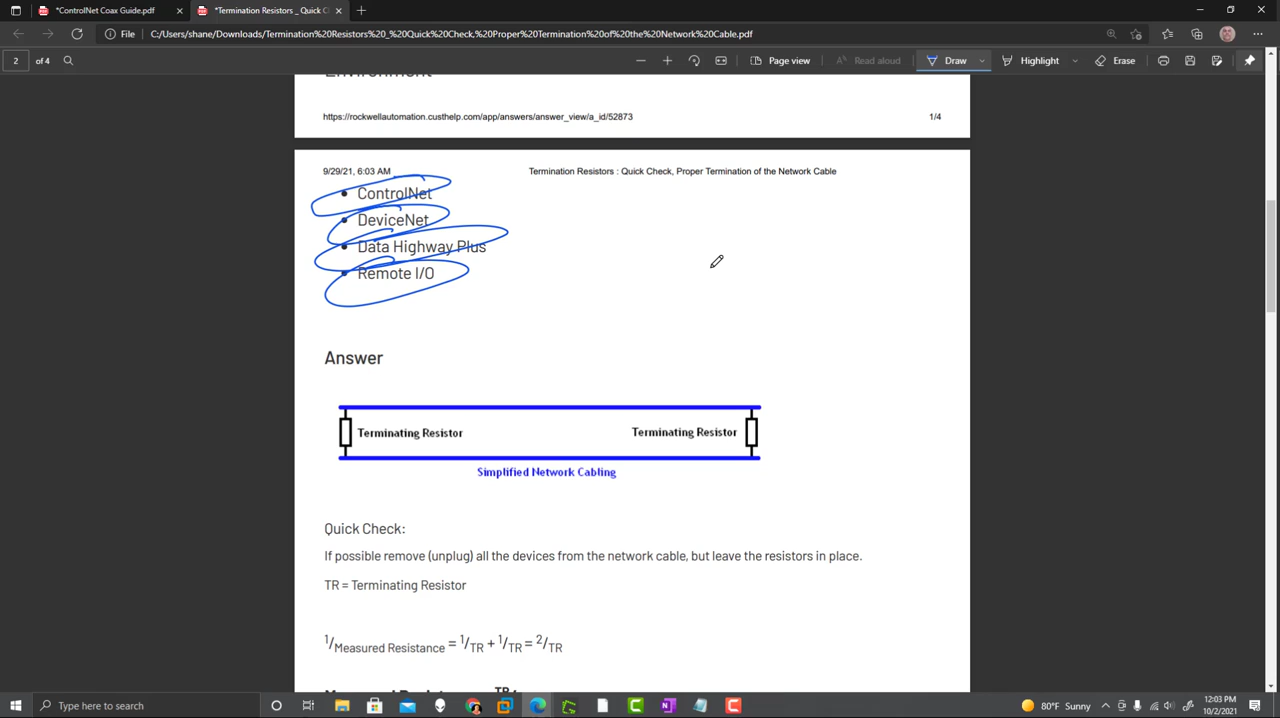 *ControlNet Coax Guide.pdf
*Termination Resistors _ Quick C
File
C:/Users/shane/Downloads/Termination%20Resistors%20_%20Quick%20Check,%20Proper%20Termination%20of%20the%20Network%20Cable.pdf
2 of 4
Page view
Read aloud
Draw
Highlight
Erase
Environment
https://rockwellautomation.custhelp.com/app/answers/answer_view/a_id/52873
1/4
9/29/21, 6:03 AM
Termination Resistors : Quick Check, Proper Termination of the Network Cable
• ControlNet
• DeviceNet
• Data Highway Plus
• Remote I/O
Answer
Terminating Resistor
Terminating Resistor
Simplified Network Cabling
Quick Check:
If possible remove (unplug) all the devices from the network cable, but leave the resistors in place.
TR = Terminating Resistor
1/Measured Resistance = 1/TR + 1/TR = 2/TR
Type here to search
80°F Sunny
12:03 PM
10/2/2021